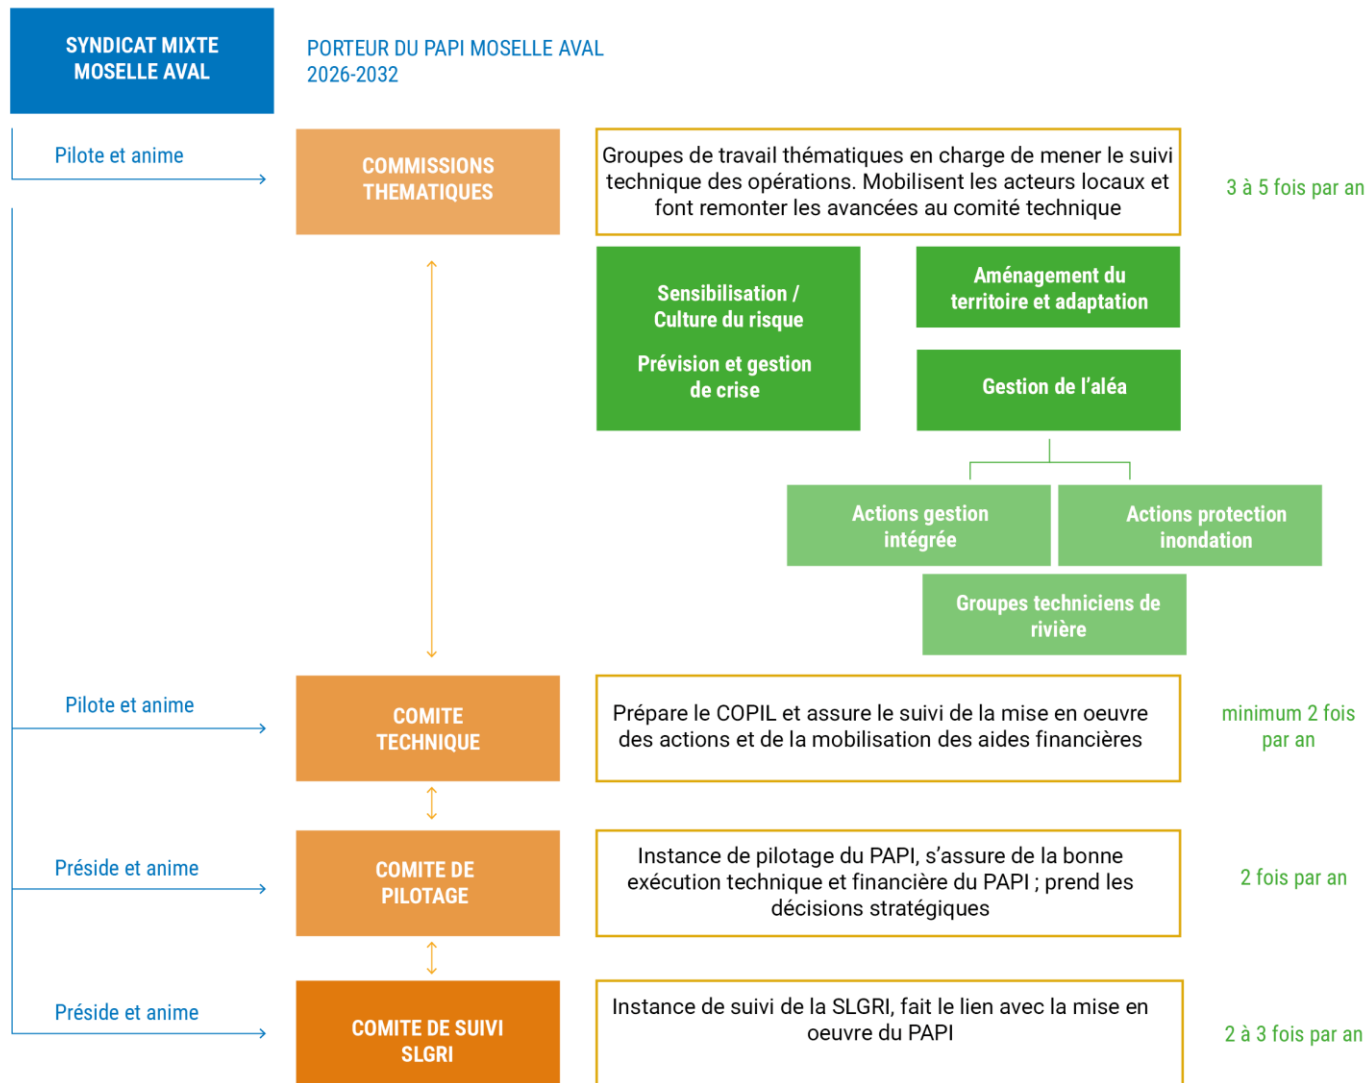 SYNDICAT MIXTE
MOSELLE AVAL
PORTEUR DU PAPI MOSELLE AVAL
2026-2032
Pilote et anime
COMMISSIONS
THEMATIQUES
Groupes de travail thématiques en charge de mener le suivi
technique des opérations. Mobilisent les acteurs locaux et
font remonter les avancées au comité technique
3 à 5 fois par an
Sensibilisation /
Culture du risque
Prévision et gestion
de crise
Aménagement du
territoire et adaptation
Gestion de l’aléa
Actions gestion
intégrée
Actions protection
inondation
Groupes techniciens de
rivière
Pilote et anime
COMITE
TECHNIQUE
Prépare le COPIL et assure le suivi de la mise en oeuvre
des actions et de la mobilisation des aides financières
minimum 2 fois
par an
Préside et anime
COMITE DE
PILOTAGE
Instance de pilotage du PAPI, s’assure de la bonne
exécution technique et financière du PAPI ; prend les
décisions stratégiques
2 fois par an
Préside et anime
COMITE DE SUIVI
SLGRI
Instance de suivi de la SLGRI, fait le lien avec la mise en
oeuvre du PAPI
2 à 3 fois par an